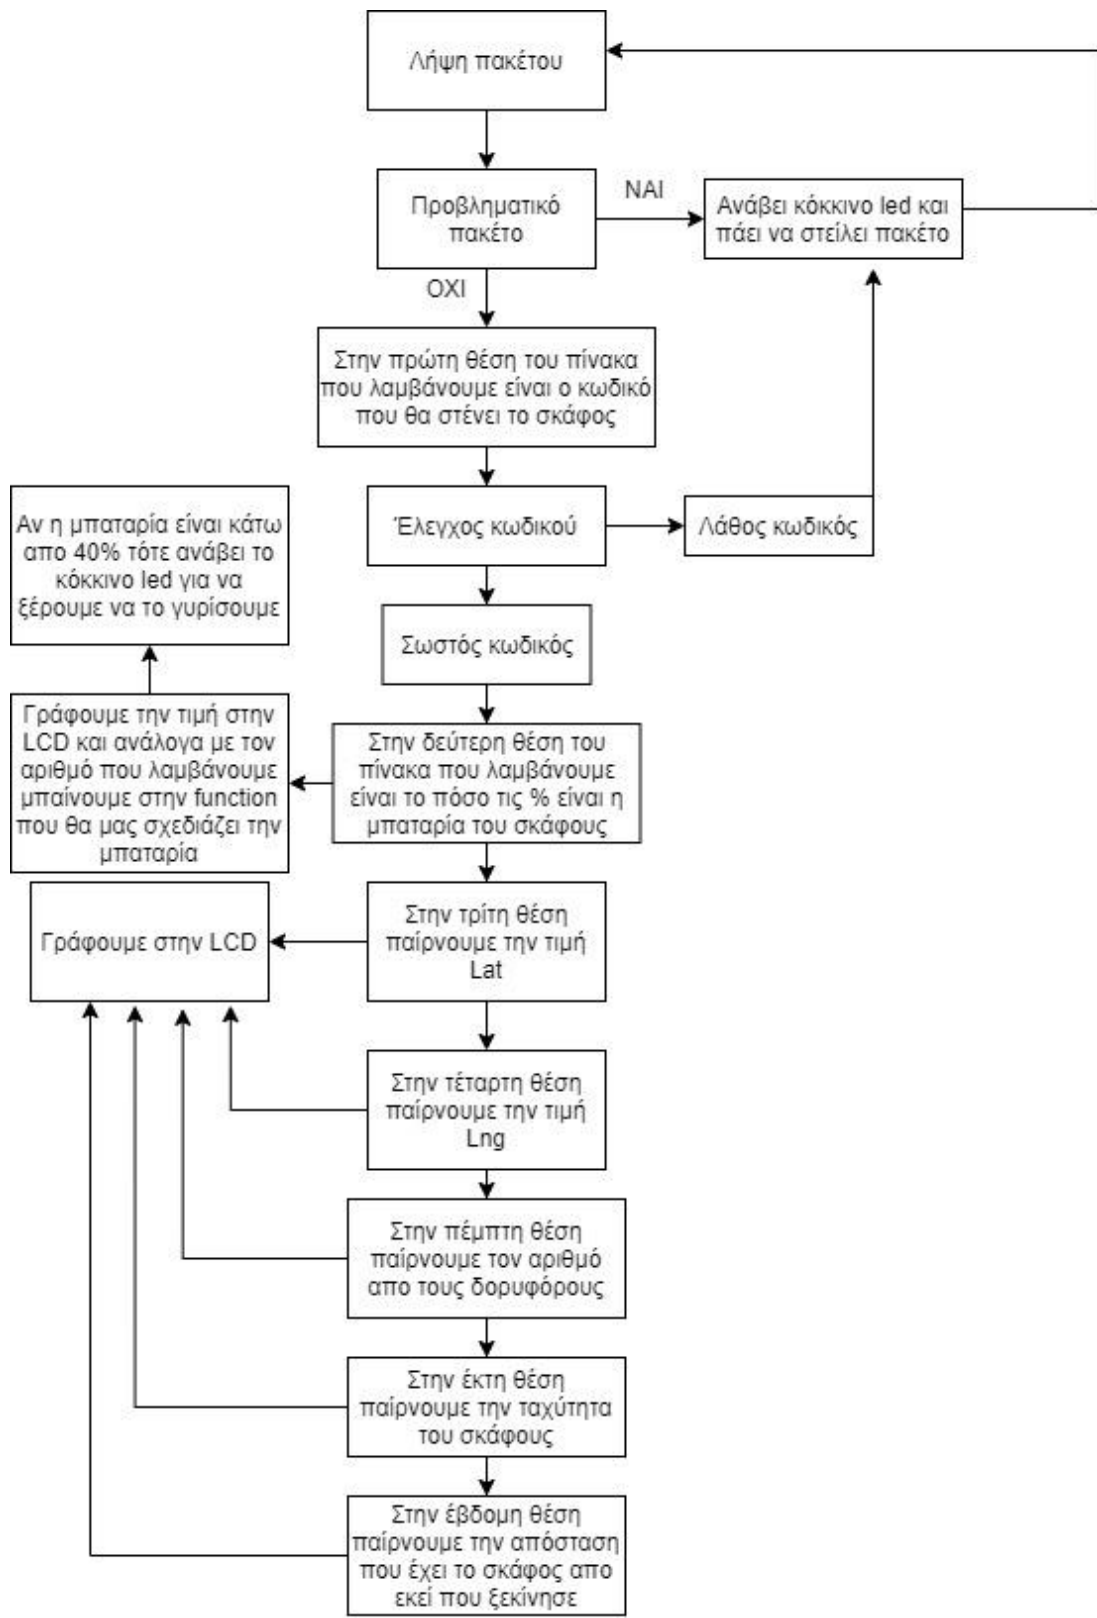 Λήψη πακέτου
Προβληματικό
πακέτο
ΝΑΙ
Ανάβει κόκκινο led και
πάει να στείλει πακέτο
ΟΧΙ
Στην πρώτη θέση του πίνακα
που λαμβάνουμε είναι ο κωδικό
που θα στένει το σκάφος
Έλεγχος κωδικού
Λάθος κωδικός
Αν η μπαταρία είναι κάτω
απο 40% τότε ανάβει το
κόκκινο led για να
ξέρουμε να το γυρίσουμε
Σωστός κωδικός
Γράφουμε την τιμή στην
LCD και ανάλογα με τον
αριθμό που λαμβάνουμε
μπαίνουμε στην function
που θα μας σχεδιάζει την
μπαταρία
Στην δεύτερη θέση του
πίνακα που λαμβάνουμε
είναι το πόσο τις % είναι η
μπαταρία του σκάφους
Γράφουμε στην LCD
Στην τρίτη θέση
παίρνουμε την τιμή
Lat
Στην τέταρτη θέση
παίρνουμε την τιμή
Lng
Στην πέμπτη θέση
παίρνουμε τον αριθμό
απο τους δορυφόρους
Στην έκτη θέση
παίρνουμε την ταχύτητα
του σκάφους
Στην έβδομη θέση
παίρνουμε την απόσταση
που έχει το σκάφος απο
εκεί που ξεκίνησε